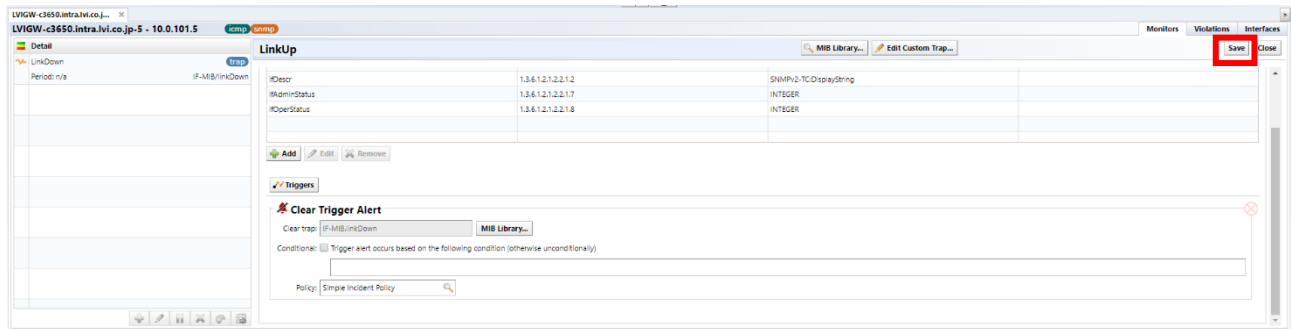 LVIGW-c3650.intra.lvi.co.j...
LVIGW-c3650.intra.lvi.co.jp-5 - 10.0.101.5 icmp snmp Monitors Violations Interfaces
Detail
LinkUp MIB Library... Edit Custom Trap... Save Close
LinkDown trap
Period: n/a IF-MIB/linkDown
ifDescr 1.3.6.1.2.1.2.2.1.2 SNMPv2-TC:DisplayString
ifAdminStatus 1.3.6.1.2.1.2.2.1.7 INTEGER
ifOperStatus 1.3.6.1.2.1.2.2.1.8 INTEGER
Add Edit Remove
Triggers
Clear Trigger Alert
Clear trap: IF-MIB/linkDown MIB Library...
Conditional: Trigger alert occurs based on the following condition (otherwise unconditionally)
Policy: Simple Incident Policy